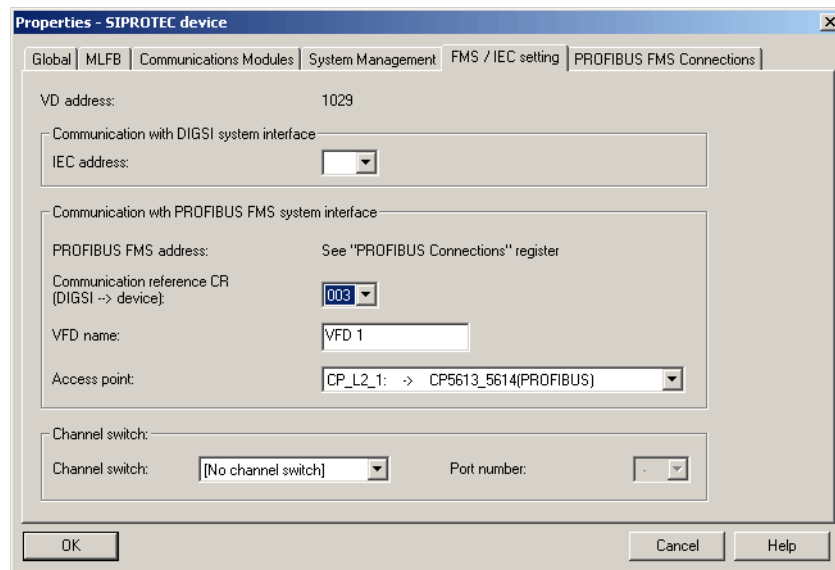 Properties - SIPROTEC device
Global MLFB Communications Modules System Management FMS / IEC setting PROFIBUS FMS Connections
VD address: 1029
Communication with DIGSI system interface
IEC address:
Communication wth PROFIBUS FMS system interface
PROFIBUS FMS address: See "PROFIBUS Connections" register
Communication reference CR
(DIGSI --> device): 003
VFD name: VFD 1
Access point: CP_L2_1: -> CP5613_5614(PROFIBUS)
Channel switch:
Channel switch: [No channel switch] Port number: -
OK Cancel Help